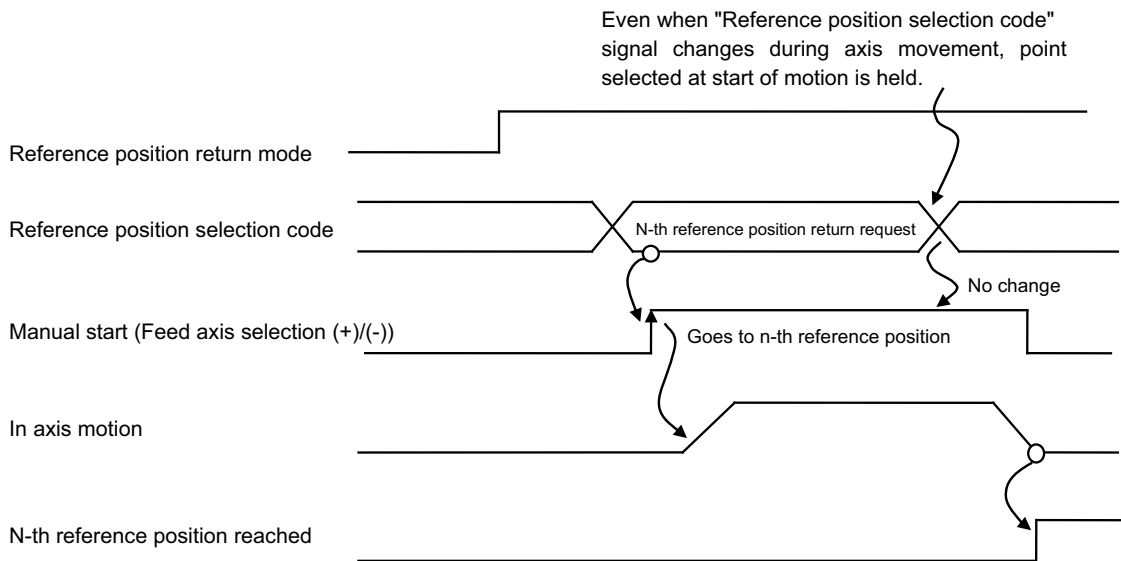 Even when "Reference position selection code"
signal changes during axis movement, point
selected at start of motion is held.
Reference position return mode
Reference position selection code
N-th reference position return request
No change
Manual start (Feed axis selection (+)/(-))
Goes to n-th reference position
In axis motion
N-th reference position reached